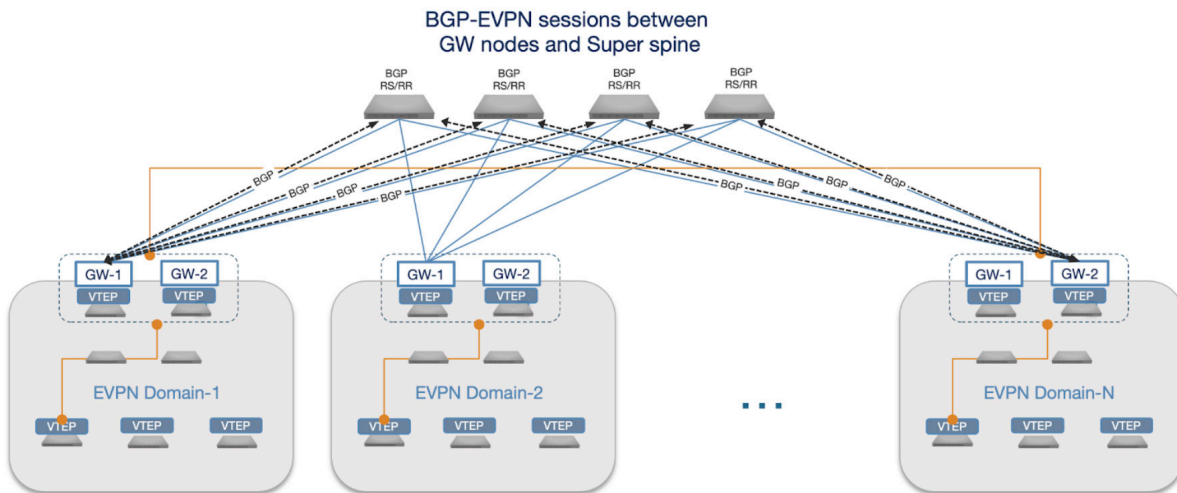 BGP-EVPN sessions between
GW nodes and Super spine
BGP
RS/RR
BGP
RS/RR
BGP
RS/RR
BGP
RS/RR
BGP
BGP
BGP
BGP
BGP
BGP
BGP
GW-1
GW-2
VTEP
VTEP
GW-1
GW-2
VTEP
VTEP
GW-1
GW-2
VTEP
VTEP
EVPN Domain-1
EVPN Domain-2
...
EVPN Domain-N
VTEP
VTEP
VTEP
VTEP
VTEP
VTEP
VTEP
VTEP
VTEP